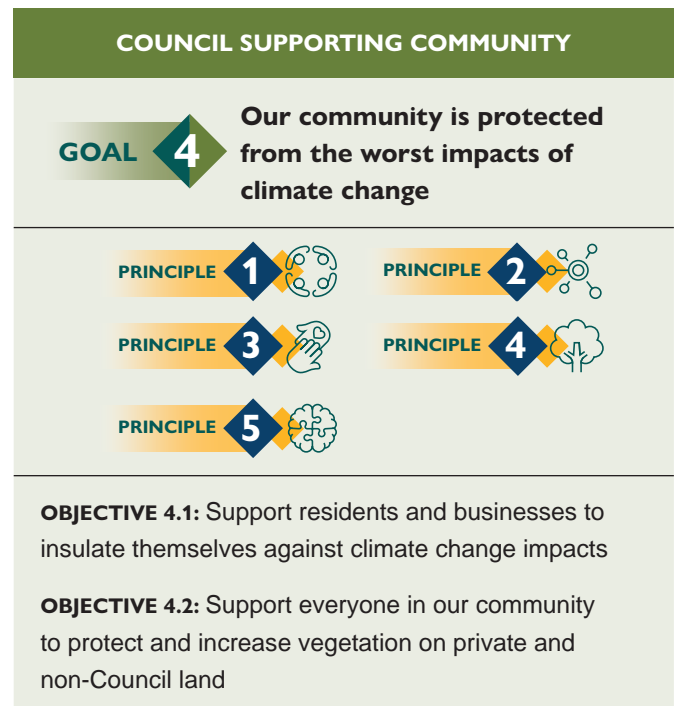 COUNCIL SUPPORTING COMMUNITY
GOAL 4
Our community is protected
from the worst impacts of
climate change
PRINCIPLE 1
PRINCIPLE 2
PRINCIPLE 3
PRINCIPLE 4
PRINCIPLE 5
OBJECTIVE 4.1: Support residents and businesses to
insulate themselves against climate change impacts
OBJECTIVE 4.2: Support everyone in our community
to protect and increase vegetation on private and
non-Council land